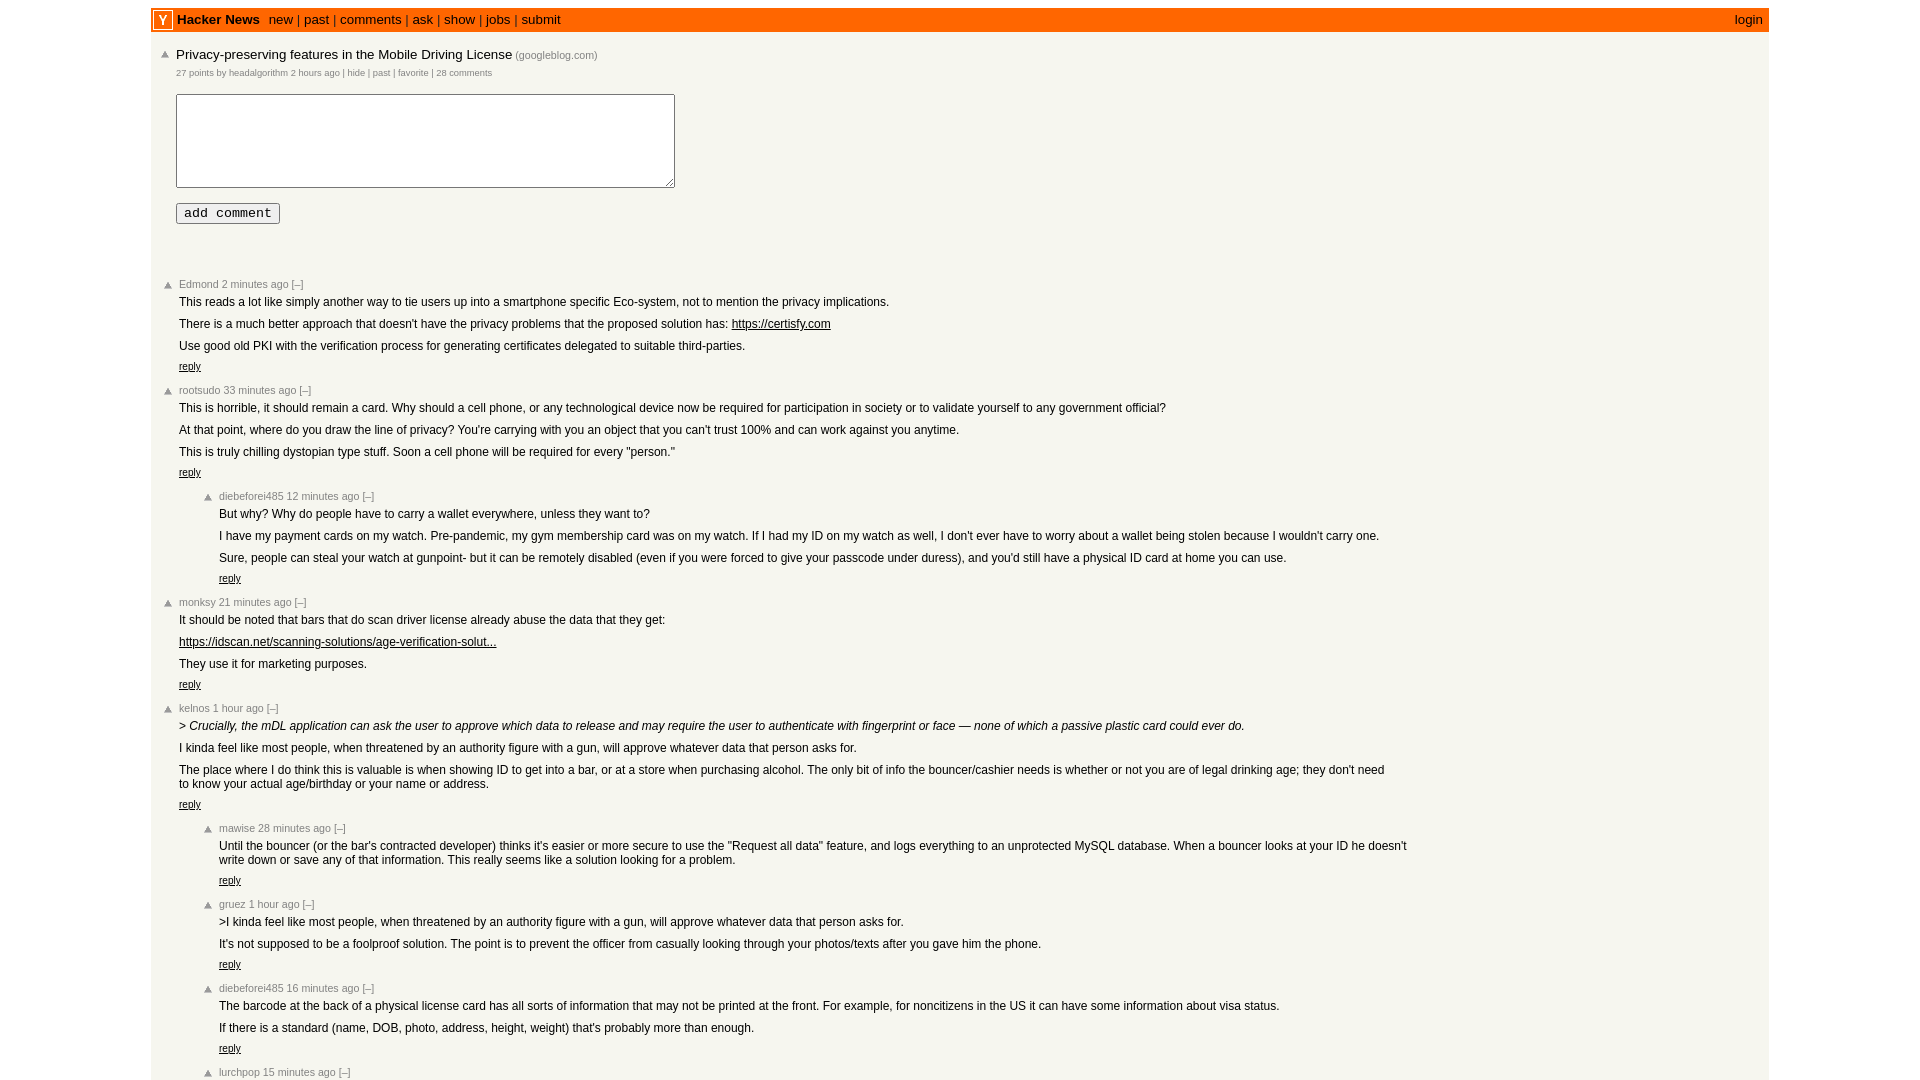 Y Hacker News new | past | comments | ask | show | jobs | submit login
Privacy-preserving features in the Mobile Driving License (googleblog.com)
27 points by headalgorithm 2 hours ago | hide | past | favorite | 28 comments
add comment
Edmond 2 minutes ago [–]
This reads a lot like simply another way to tie users up into a smartphone specific Eco-system, not to mention the privacy implications.
There is a much better approach that doesn't have the privacy problems that the proposed solution has: https://certisfy.com
Use good old PKI with the verification process for generating certificates delegated to suitable third-parties.
reply
rootsudo 33 minutes ago [–]
This is horrible, it should remain a card. Why should a cell phone, or any technological device now be required for participation in society or to validate yourself to any government official?
At that point, where do you draw the line of privacy? You're carrying with you an object that you can't trust 100% and can work against you anytime.
This is truly chilling dystopian type stuff. Soon a cell phone will be required for every "person."
reply
diebeforei485 12 minutes ago [–]
But why? Why do people have to carry a wallet everywhere, unless they want to?
I have my payment cards on my watch. Pre-pandemic, my gym membership card was on my watch. If I had my ID on my watch as well, I don't ever have to worry about a wallet being stolen because I wouldn't carry one.
Sure, people can steal your watch at gunpoint- but it can be remotely disabled (even if you were forced to give your passcode under duress), and you'd still have a physical ID card at home you can use.
reply
monksy 21 minutes ago [–]
It should be noted that bars that do scan driver license already abuse the data that they get:
https://idscan.net/scanning-solutions/age-verification-solut...
They use it for marketing purposes.
reply
kelnos 1 hour ago [–]
> Crucially, the mDL application can ask the user to approve which data to release and may require the user to authenticate with fingerprint or face — none of which a passive plastic card could ever do.
I kinda feel like most people, when threatened by an authority figure with a gun, will approve whatever data that person asks for.
The place where I do think this is valuable is when showing ID to get into a bar, or at a store when purchasing alcohol. The only bit of info the bouncer/cashier needs is whether or not you are of legal drinking age; they don't need
to know your actual age/birthday or your name or address.
reply
mawise 28 minutes ago [–]
Until the bouncer (or the bar's contracted developer) thinks it's easier or more secure to use the "Request all data" feature, and logs everything to an unprotected MySQL database. When a bouncer looks at your ID he doesn't
write down or save any of that information. This really seems like a solution looking for a problem.
reply
gruez 1 hour ago [–]
>I kinda feel like most people, when threatened by an authority figure with a gun, will approve whatever data that person asks for.
It's not supposed to be a foolproof solution. The point is to prevent the officer from casually looking through your photos/texts after you gave him the phone.
reply
diebeforei485 16 minutes ago [–]
The barcode at the back of a physical license card has all sorts of information that may not be printed at the front. For example, for noncitizens in the US it can have some information about visa status.
If there is a standard (name, DOB, photo, address, height, weight) that's probably more than enough.
reply
lurchpop 15 minutes ago [–]